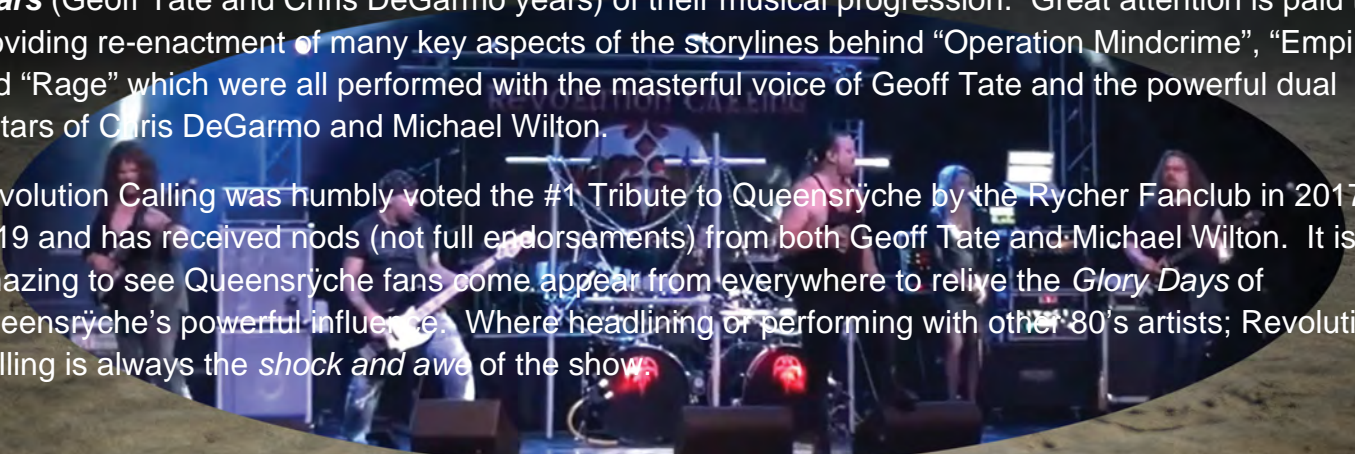 ars (Geoff Tate and Chris DeGarmo years) of their musical progression. Great attention is paid
oviding re-enactment of many key aspects of the storylines behind “Operation Mindcrime”, “Empi
d “Rage” which were all performed with the masterful voice of Geoff Tate and the powerful dual
tars of Chris DeGarmo and Michael Wilton.
REVOLUTION CALLING
volution Calling was humbly voted the #1 Tribute to Queensrÿche by the Rycher Fanclub in 2017
19 and has received nods (not full endorsements) from both Geoff Tate and Michael Wilton. It is
azing to see Queensrÿche fans come appear from everywhere to relive the Glory Days of
eensrÿche’s powerful influence. Where headlining or performing with other 80’s artists; Revoluti
lling is always the shock and awe of the show.